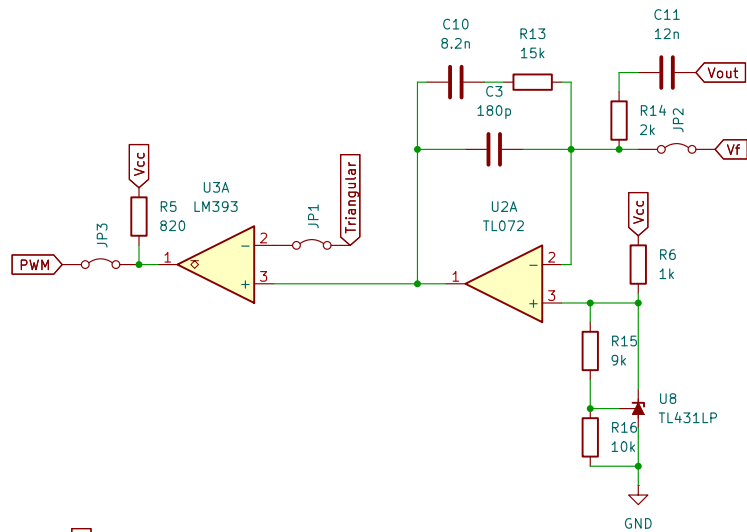 C11
12n
C10
8.2n
R13
15k
Vout
C3
180p
R14
2k
JP2
Vf
Vcc
R5
820
U3A
LM393
JP1
Triangular
U2A
TL072
Vcc
JP3
PWM
1
2
3
-
+
R6
1k
1
2
3
-
+
R15
9k
U8
TL431LP
R16
10k
GND